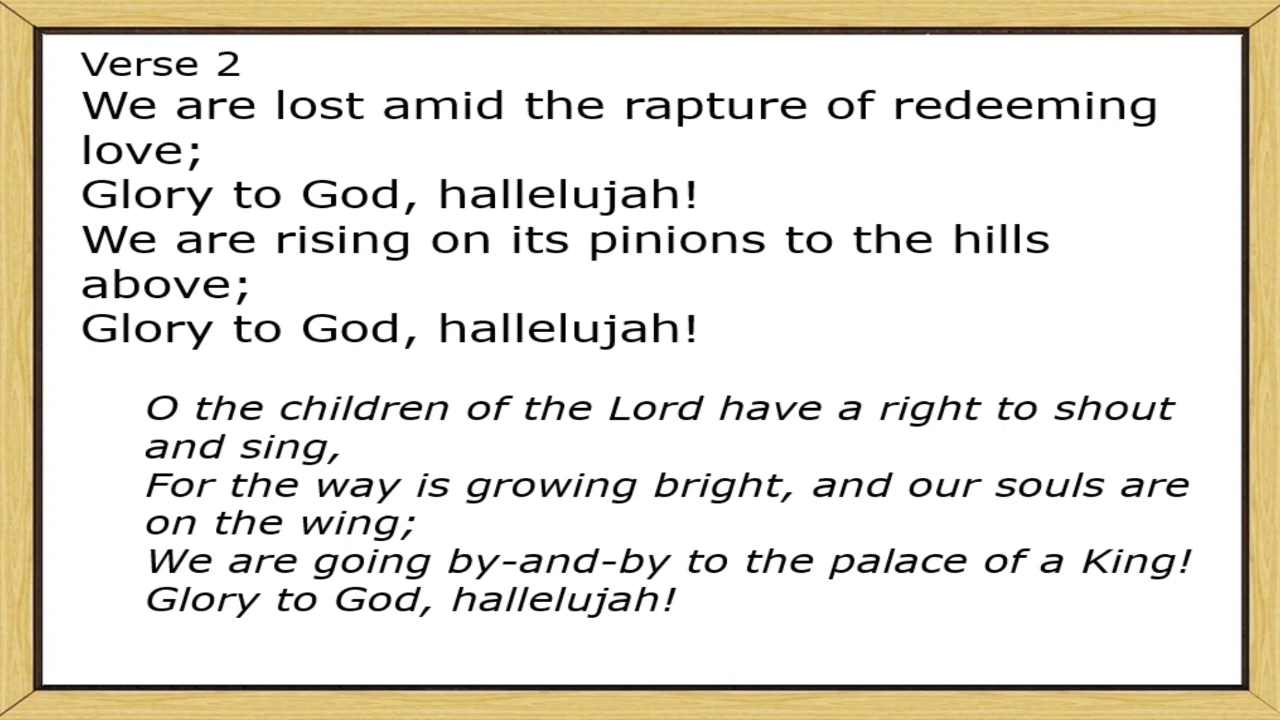 Verse 2
We are lost amid the rapture of redeeming
love;
Glory to God, hallelujah!
We are rising on its pinions to the hills
above;
Glory to God, hallelujah!
O the children of the Lord have a right to shout
and sing,
For the way is growing bright, and our souls are
on the wing;
We are going by-and-by to the palace of a King!
Glory to God, hallelujah!